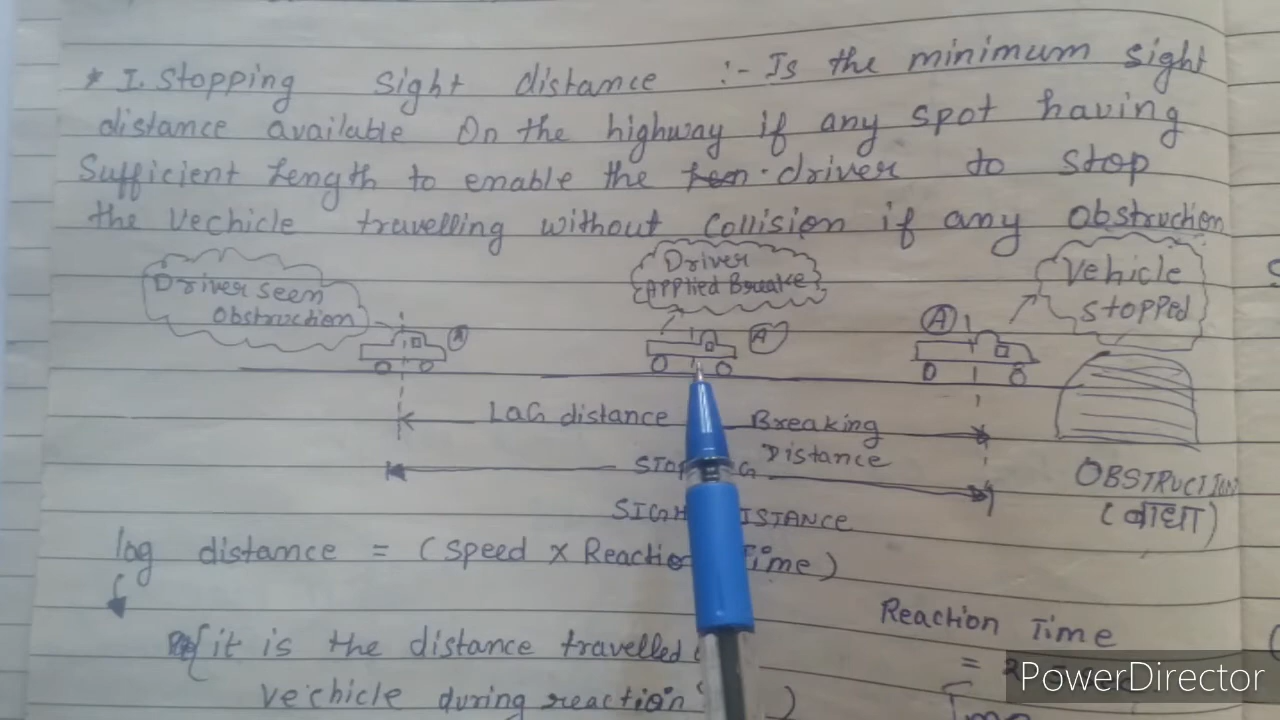 * I. Stopping Sight distance :- Is the minimum sight
distance available On the highway if any spot having
Sufficient Length to enable the driver to stop
the Vechicle travelling without Collision if any Obstruction
Driver seen
Obstruction
Driver
Applied Breake
Vehicle
stopped
A
A
A
LaG distance
Breaking
Distance
SIGH ISTANCE
OBSTRUCTION
(बाधा)
log distance = (Speed x Reactio Time)
it is the distance travelled
vechicle during reaction )
Reaction Time
= 2
PowerDirector